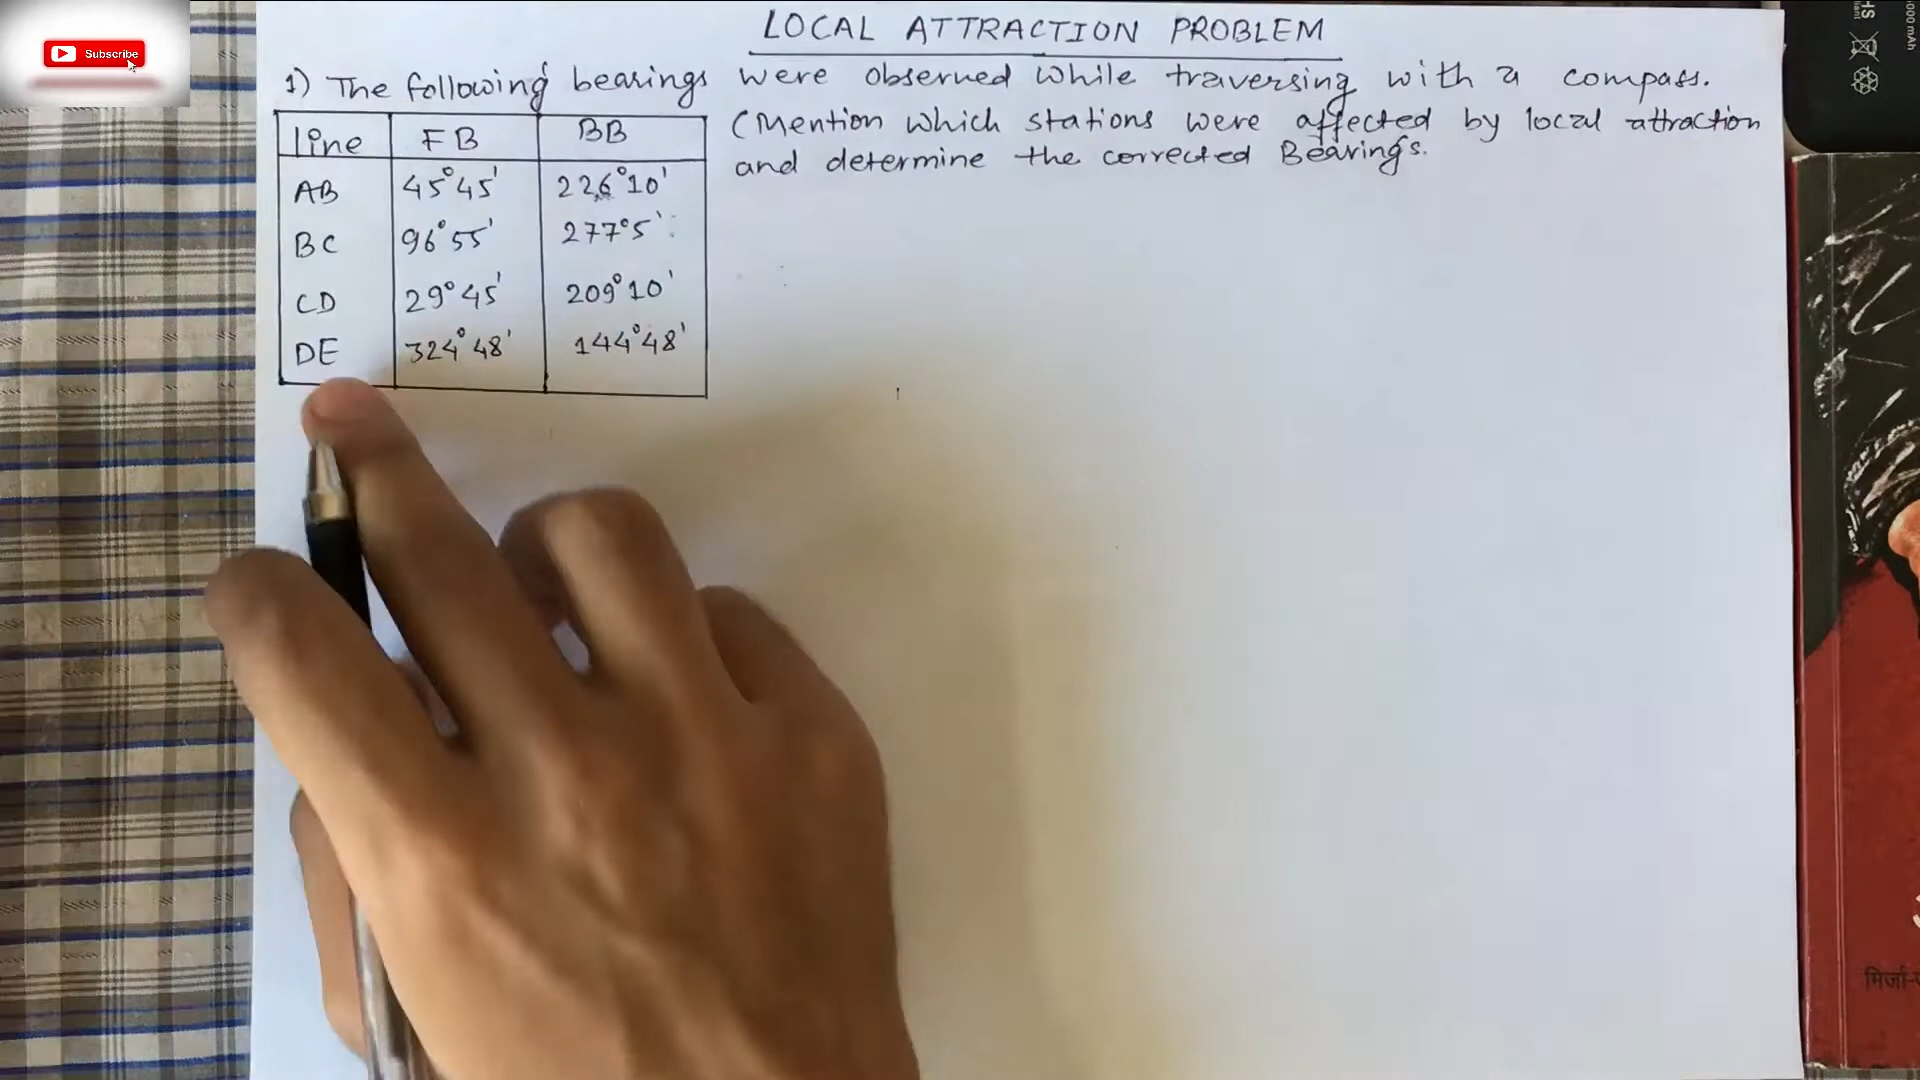 Subscribe
LOCAL ATTRACTION PROBLEM
1) The following bearings were observed while traversing with a compass.
(Mention which stations were affected by local attraction
and determine the corrected Bearings.
line FB BB
AB 45°45' 226°10'
BC 96°55' 277°5'
CD 29°45' 209°10'
DE 324°48' 144°48'
1000 mAh